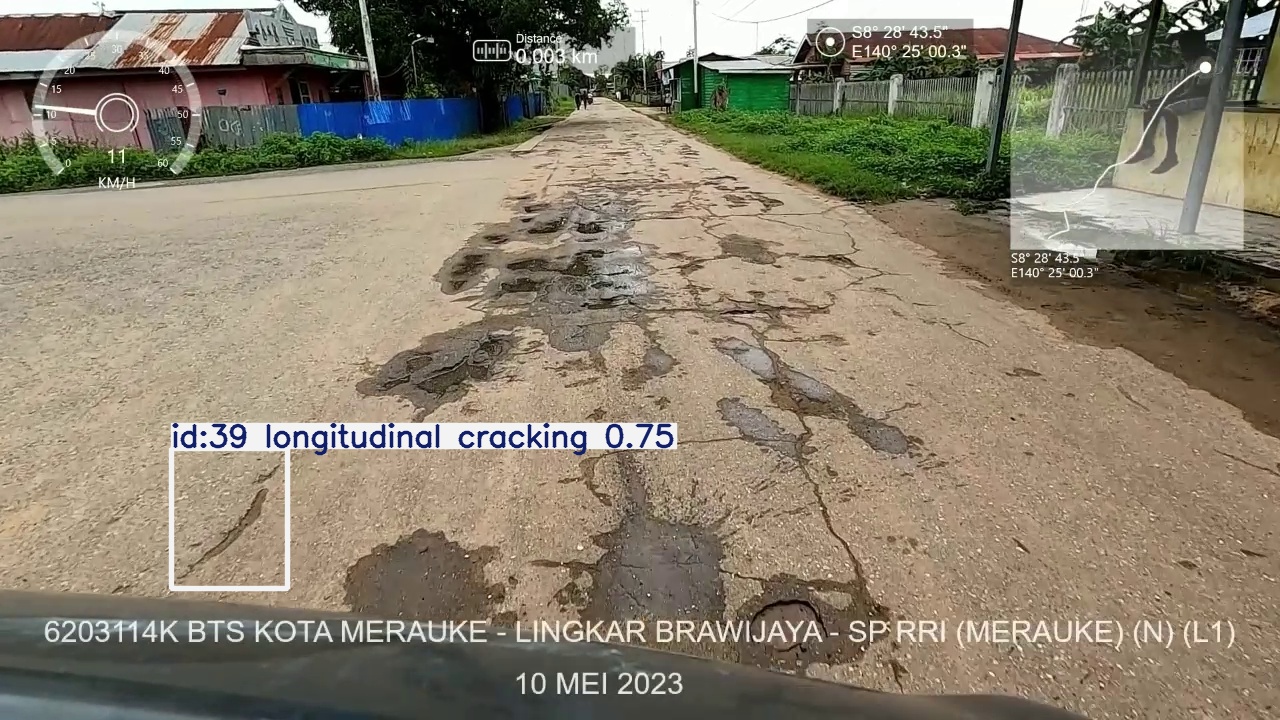 Distance
0.003 km
S8° 28' 43.5"
E140° 25' 00.3"
0
5
10
15
20
25
30
35
40
45
50
55
60
11
KM/H
S8° 28' 43.5"
E140° 25' 00.3"
id:39 longitudinal cracking 0.75
6203114K BTS KOTA MERAUKE - LINGKAR BRAWIJAYA - SP RRI (MERAUKE) (N) (L1)
10 MEI 2023